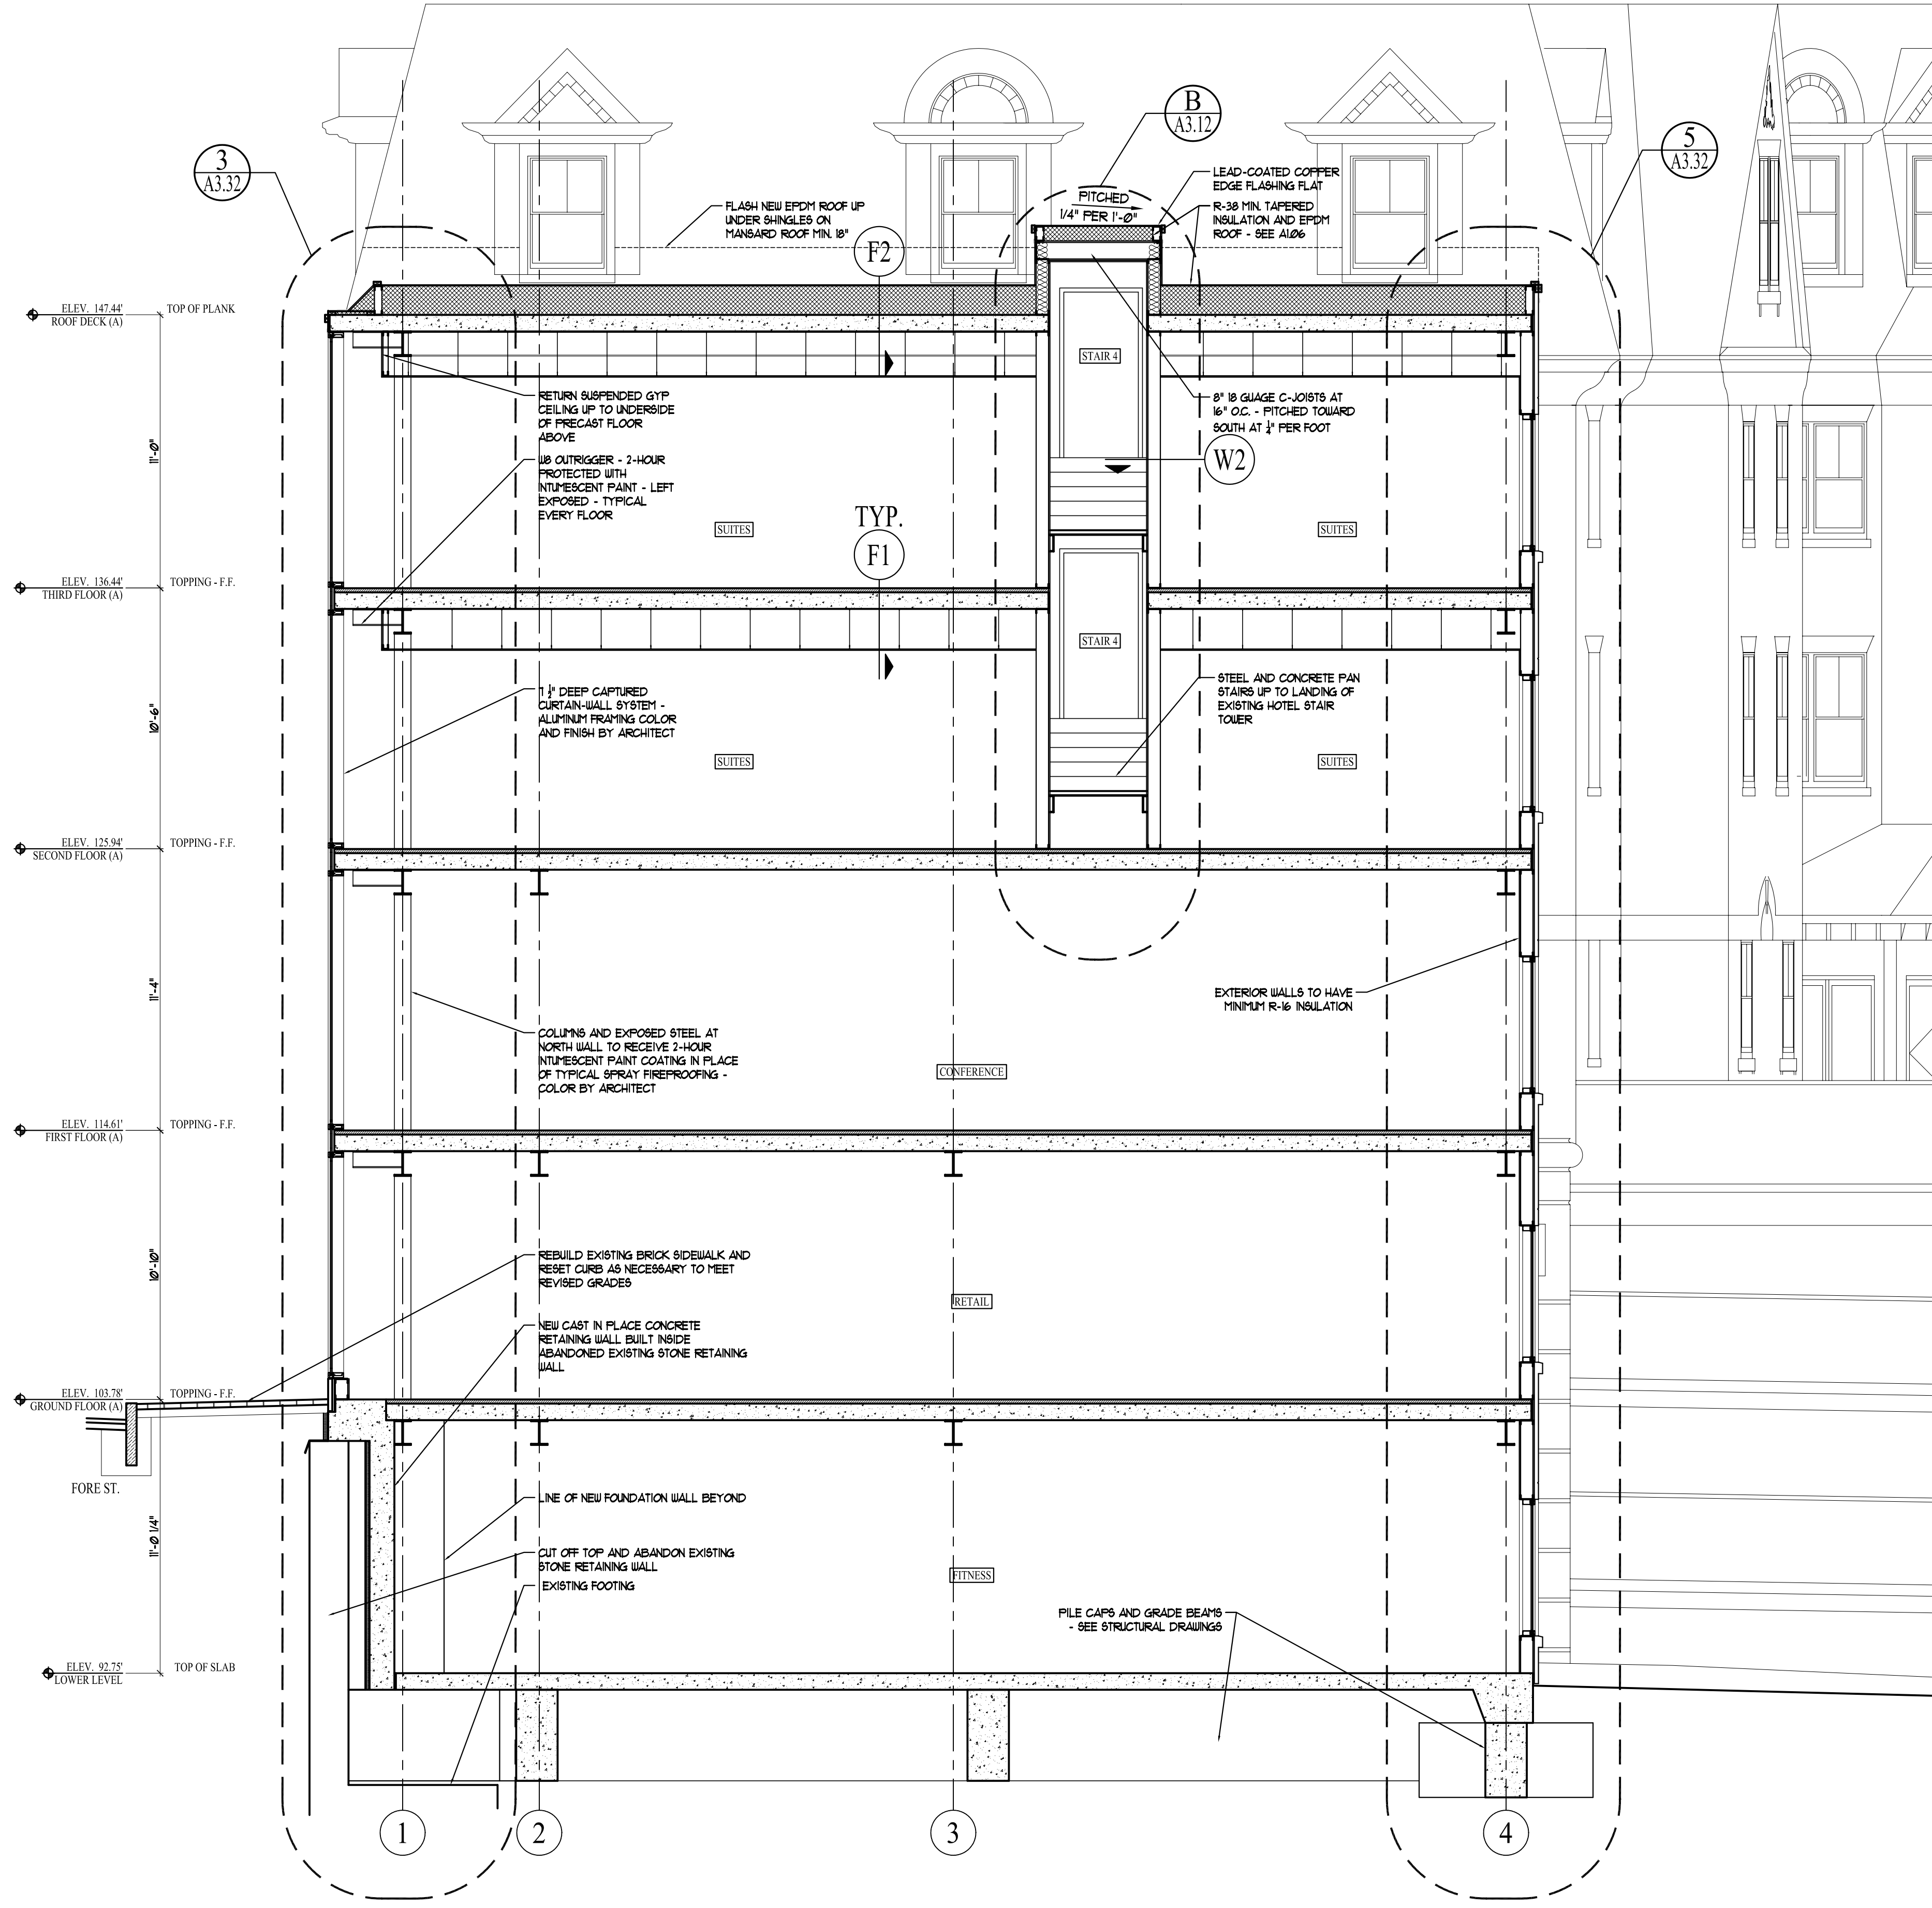 B
A3.12
3
A3.32
5
A3.32
LEAD-COATED COPPER
EDGE FLASHING FLAT
PITCHED
1/4" PER 1'-0"
R-38 MIN. TAPERED
INSULATION AND EPDM
ROOF - SEE A1.06
FLASH NEW EPDM ROOF UP
UNDER SHINGLES ON
MANSARD ROOF MIN. 18"
F2
ELEV. 147.44'
ROOF DECK (A)
TOP OF PLANK
STAIR 4
RETURN SUSPENDED GYP
CEILING UP TO UNDERSIDE
OF PRECAST FLOOR
ABOVE
8" 18 GUAGE C-JOISTS AT
16" O.C. - PITCHED TOWARD
SOUTH AT 1/4" PER FOOT
11'-0"
W8 OUTRIGGER - 2-HOUR
PROTECTED WITH
INTUMESCENT PAINT - LEFT
EXPOSED - TYPICAL
EVERY FLOOR
W2
TYP.
F1
SUITES
SUITES
ELEV. 136.44'
THIRD FLOOR (A)
TOPPING - F.F.
STAIR 4
10'-6"
7 1/2" DEEP CAPTURED
CURTAIN-WALL SYSTEM -
ALUMINUM FRAMING COLOR
AND FINISH BY ARCHITECT
STEEL AND CONCRETE PAN
STAIRS UP TO LANDING OF
EXISTING HOTEL STAIR
TOWER
SUITES
SUITES
ELEV. 125.94'
SECOND FLOOR (A)
TOPPING - F.F.
11'-4"
EXTERIOR WALLS TO HAVE
MINIMUM R-16 INSULATION
COLUMNS AND EXPOSED STEEL AT
NORTH WALL TO RECEIVE 2-HOUR
INTUMESCENT PAINT COATING IN PLACE
OF TYPICAL SPRAY FIREPROOFING -
COLOR BY ARCHITECT
CONFERENCE
ELEV. 114.61'
FIRST FLOOR (A)
TOPPING - F.F.
10'-10"
REBUILD EXISTING BRICK SIDEWALK AND
RESET CURB AS NECESSARY TO MEET
REVISED GRADES
RETAIL
NEW CAST IN PLACE CONCRETE
RETAINING WALL BUILT INSIDE
ABANDONED EXISTING STONE RETAINING
WALL
ELEV. 103.78'
GROUND FLOOR (A)
TOPPING - F.F.
FORE ST.
LINE OF NEW FOUNDATION WALL BEYOND
11'-0 1/4"
CUT OFF TOP AND ABANDON EXISTING
STONE RETAINING WALL
EXISTING FOOTING
FITNESS
PILE CAPS AND GRADE BEAMS
- SEE STRUCTURAL DRAWINGS
ELEV. 92.75'
LOWER LEVEL
TOP OF SLAB
1
2
3
4